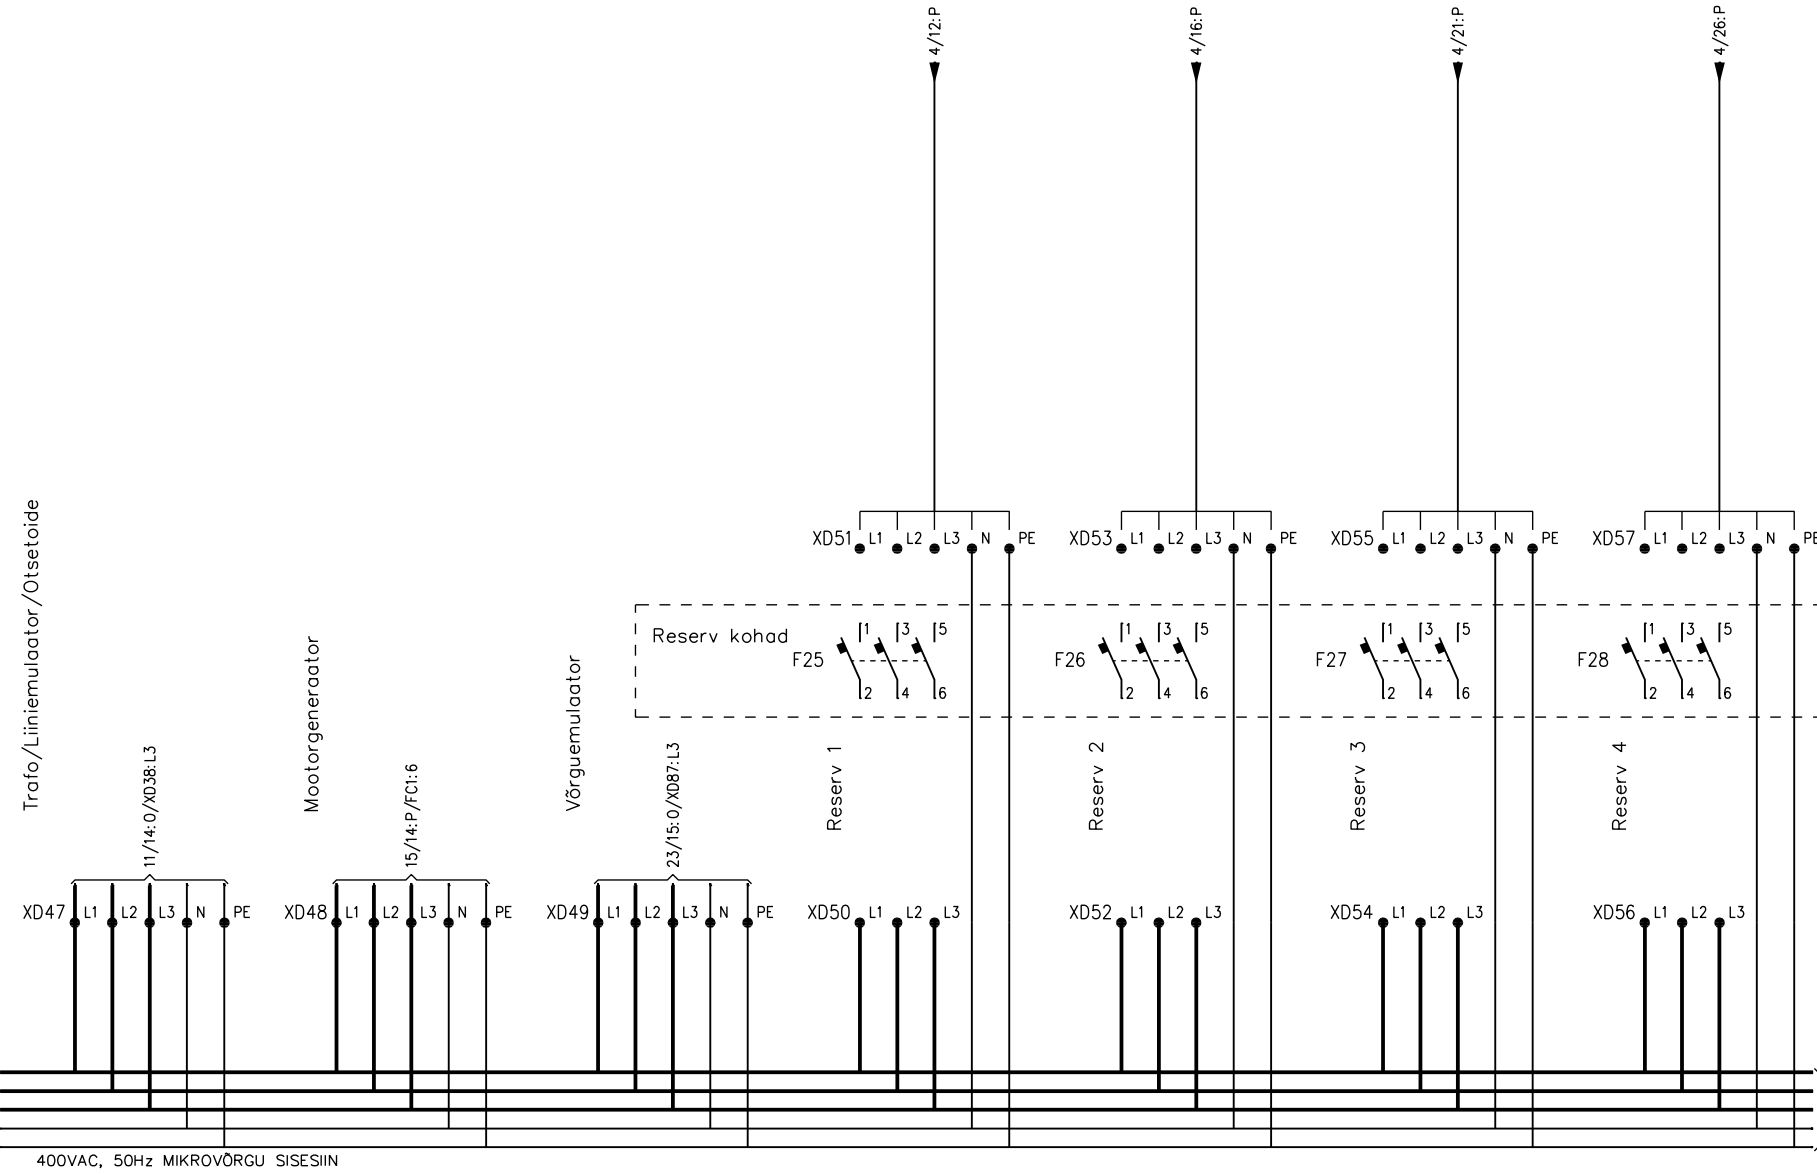 4/12:P
4/16:P
4/21:P
4/26:P
XD51 L1 L2 L3 N PE
XD53 L1 L2 L3 N PE
XD55 L1 L2 L3 N PE
XD57 L1 L2 L3 N PE
Reserv kohad
F25 1 3 5
2 4 6
F26 1 3 5
2 4 6
F27 1 3 5
2 4 6
F28 1 3 5
2 4 6
Trafo/Liiniemulaator/Otsetoide
Mootorgeneraator
Võrguemulaator
Reserv 1
Reserv 2
Reserv 3
Reserv 4
11/14:O/XD38:L3
15/14:P/FC1:6
23/15:O/XD87:L3
XD47 L1 L2 L3 N PE
XD48 L1 L2 L3 N PE
XD49 L1 L2 L3 N PE
XD50 L1 L2 L3
XD52 L1 L2 L3
XD54 L1 L2 L3
XD56 L1 L2 L3
400VAC, 50Hz MIKROVÕRGU SISESIIN